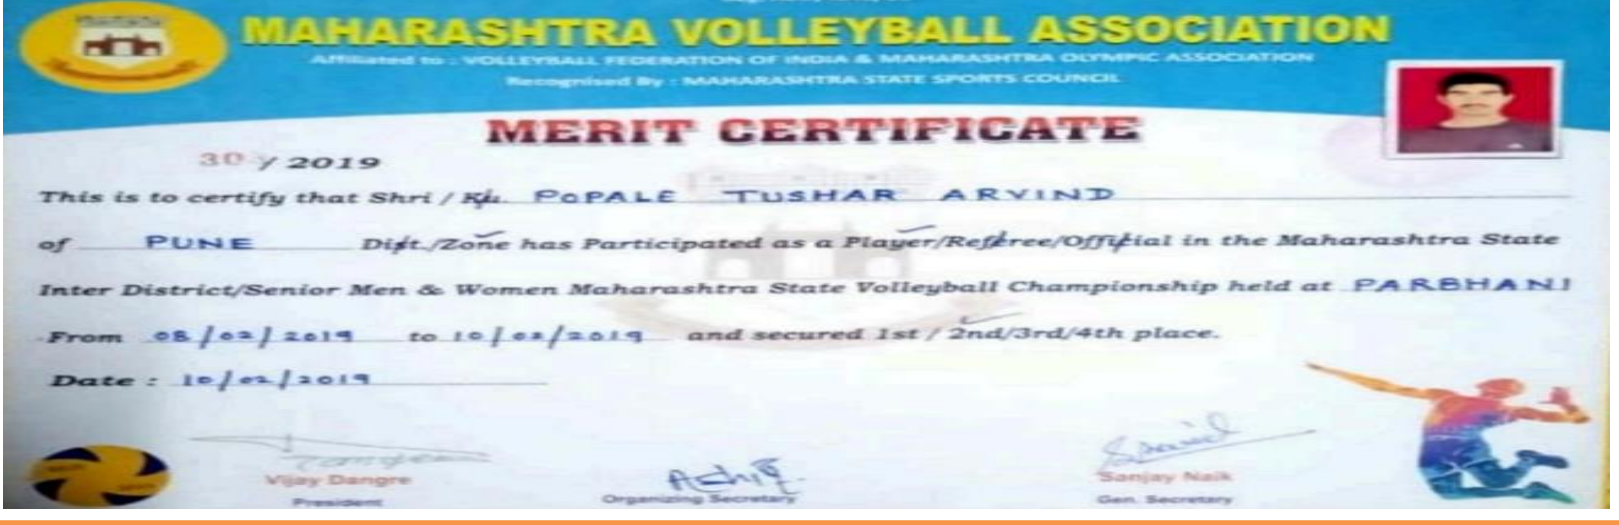 MAHARASHTRA VOLLEYBALL ASSOCIATION
Affiliated to : VOLLEYBALL FEDERATION OF INDIA & MAHARASHTRA OLYMPIC ASSOCIATION
Recognised By : MAHARASHTRA STATE SPORTS COUNCIL
MERIT CERTIFICATE
30 / 2019
This is to certify that Shri / Ku. POPALE TUSHAR ARVIND
of PUNE Dist./Zone has Participated as a Player/Referee/Official in the Maharashtra State
Inter District/Senior Men & Women Maharashtra State Volleyball Championship held at PARBHANI
From 08/02/2019 to 10/02/2019 and secured 1st / 2nd/3rd/4th place.
Date : 10/02/2019
Vijay Dangre
President
Organizing Secretary
Sanjay Naik
Gen. Secretary